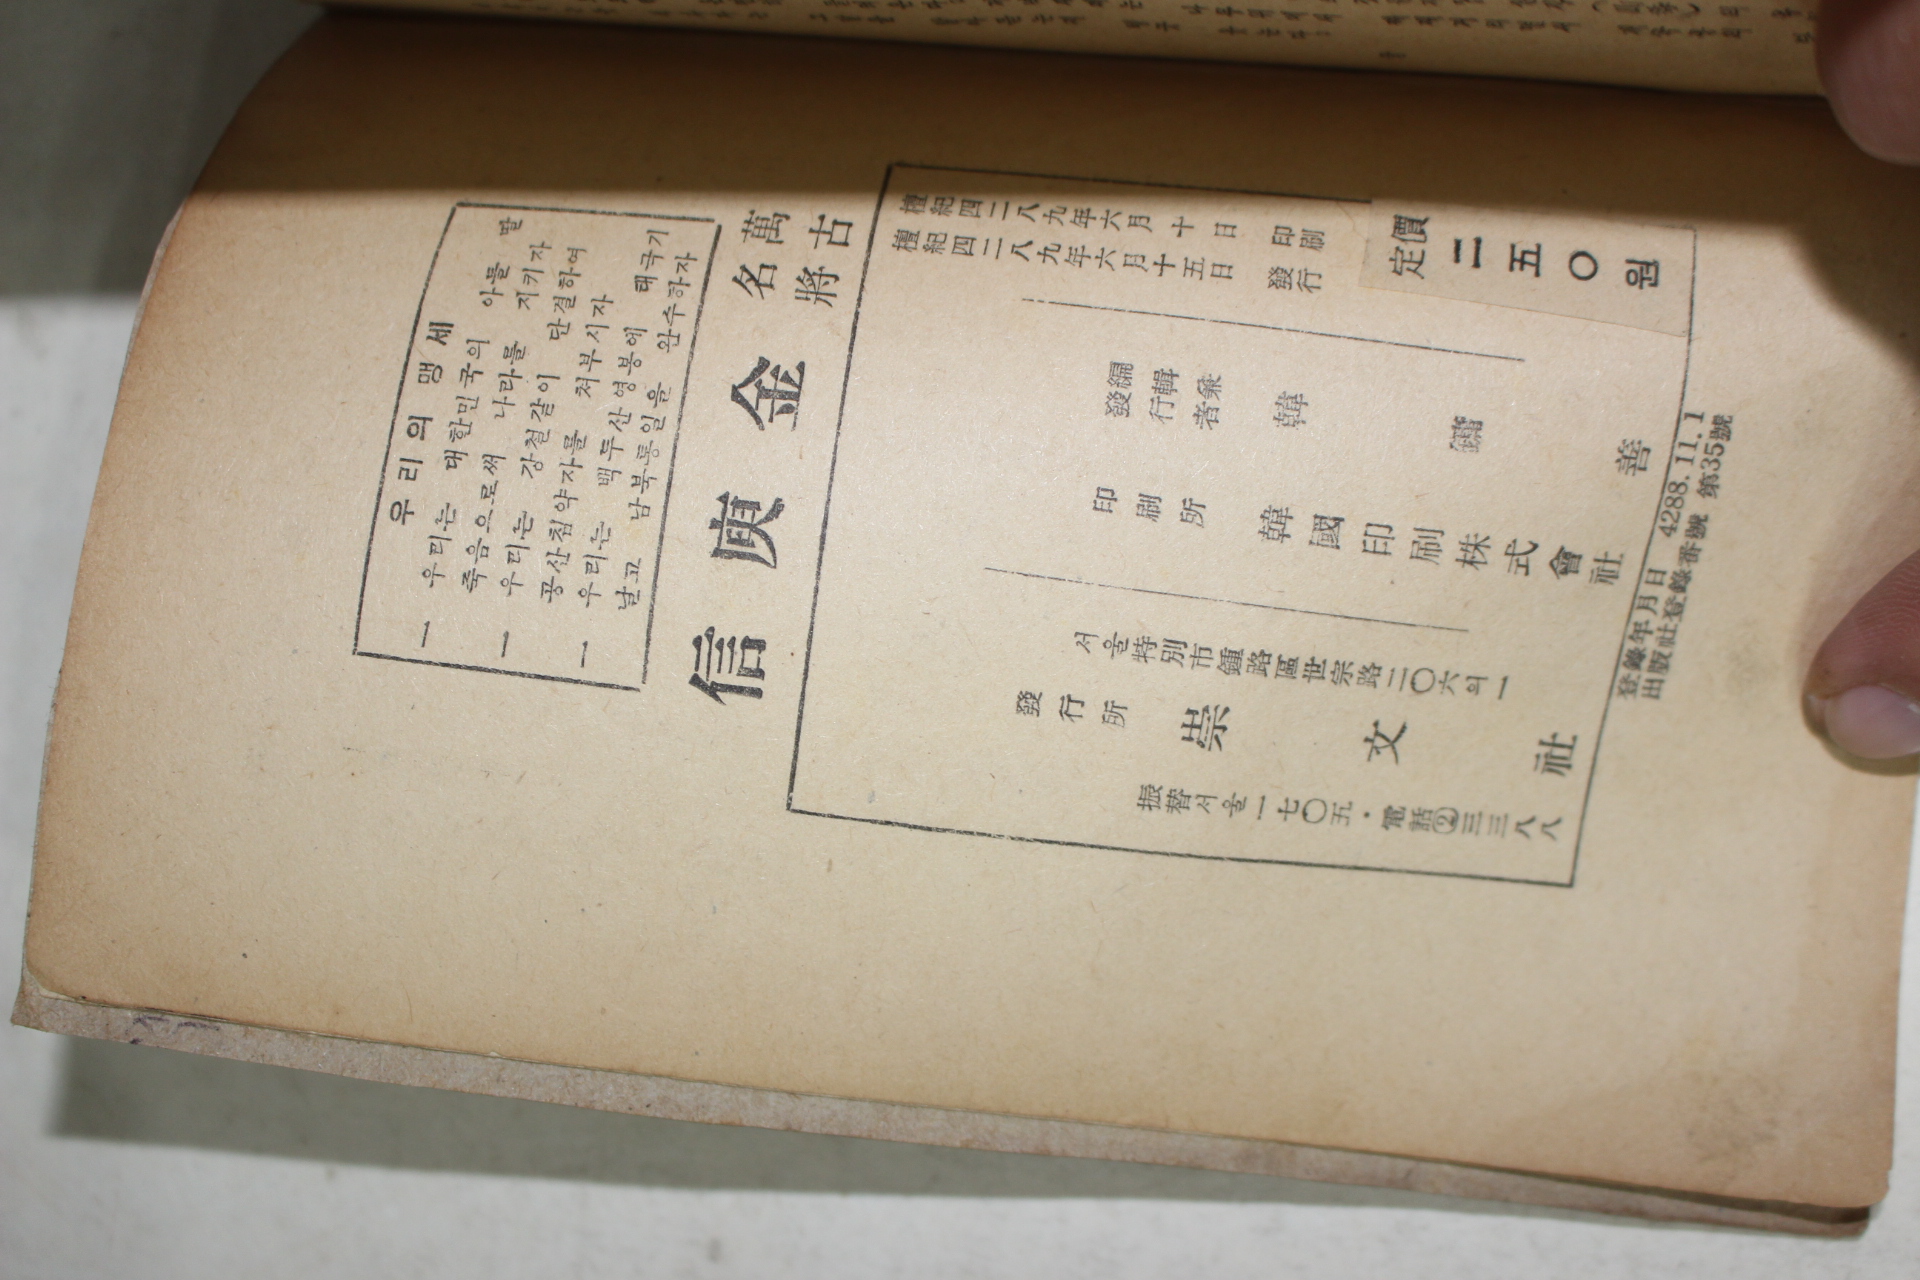 우리의 맹세
一 우리는 대한민국의 아들 딸
죽음으로써 나라를 지키자
一 우리는 강철같이 단결하여
공산침약자를 처부시자
一 우리는 백두산영봉에 태극기
날고 남북통일을 완수하자
萬古
名將
金庾信
檀紀四二八九年六月十日 印刷
檀紀四二八九年六月十五日 發行
定價 二五〇원
編輯兼
發行者 韓鏞善
印刷所 韓國印刷株式會社
서울特別市鍾路區世宗路二〇六의一
發行所 崇文社
振替서울一七〇五・電話②三三八八
登錄年月日 4288.11.1
出版社登錄番號 第35號